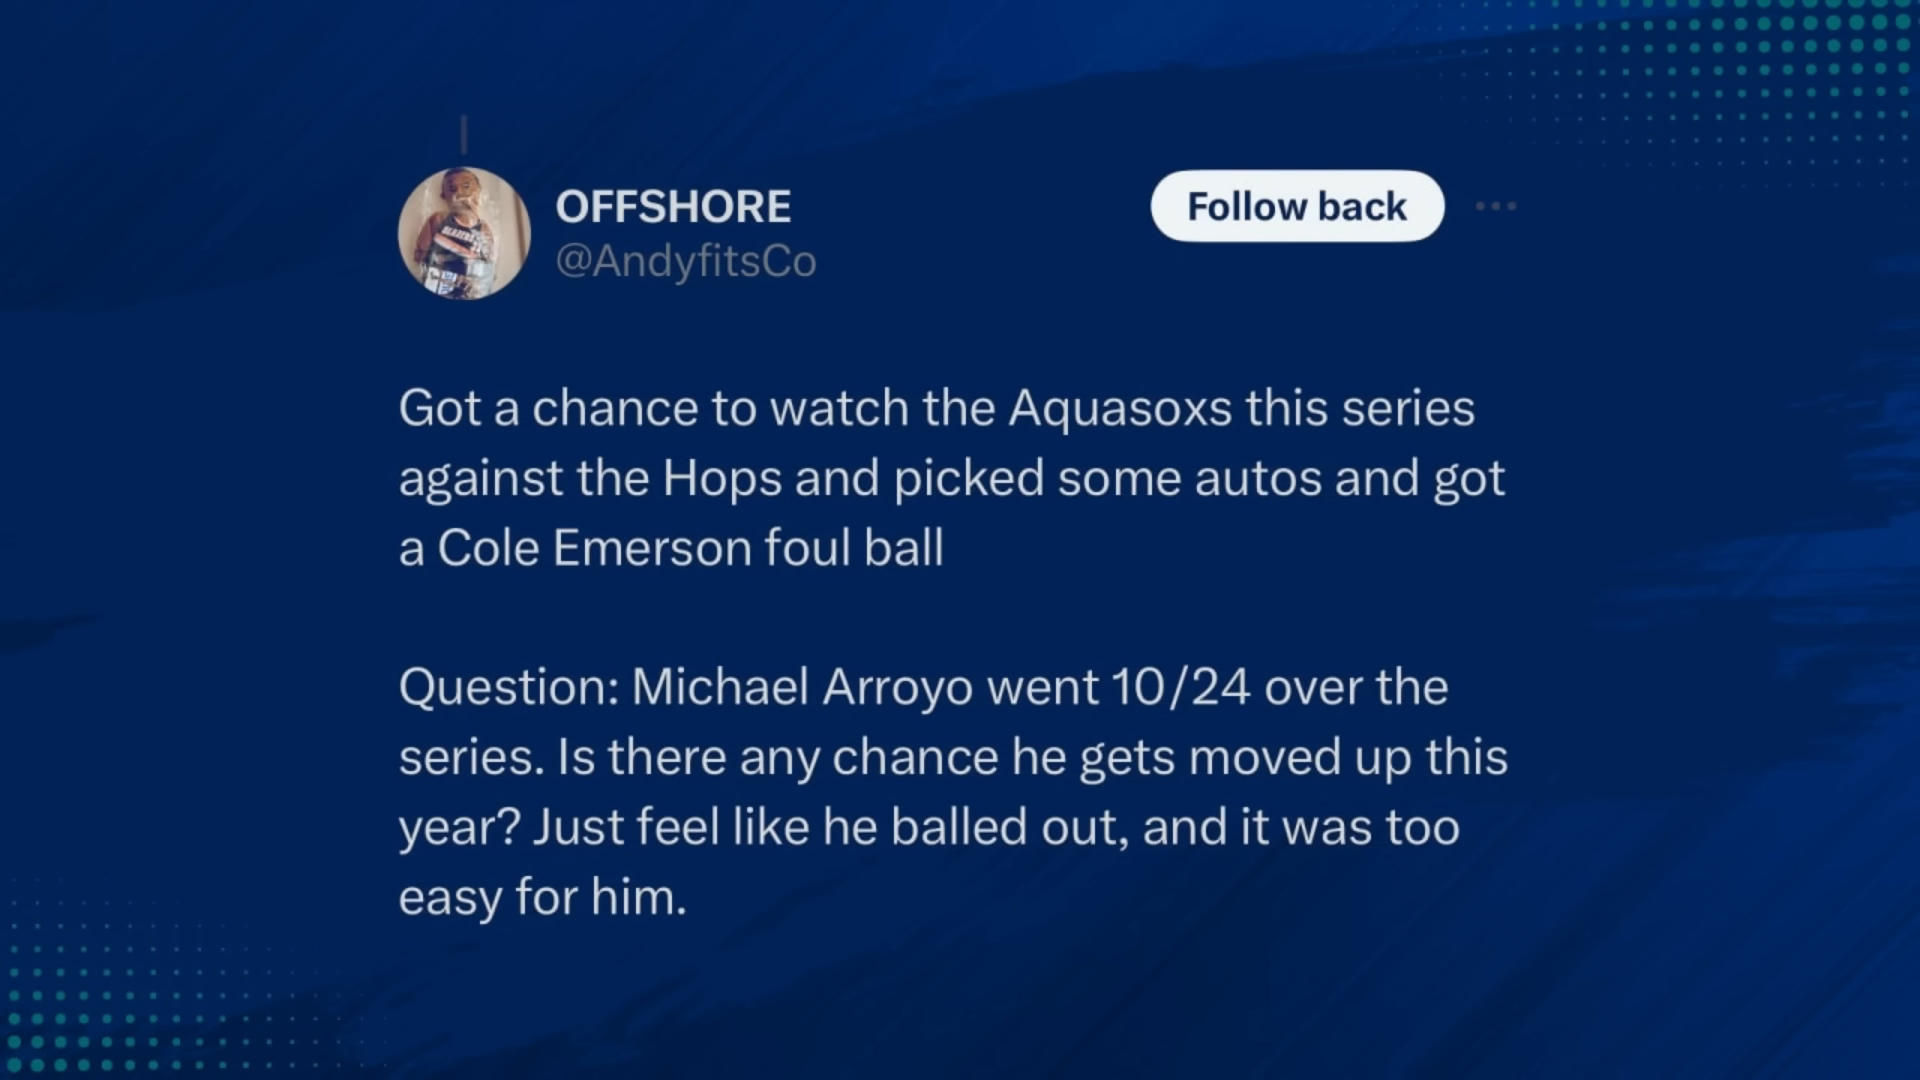 OFFSHORE
@AndyfitsCo
Follow back
Got a chance to watch the Aquasoxs this series
against the Hops and picked some autos and got
a Cole Emerson foul ball
Question: Michael Arroyo went 10/24 over the
series. Is there any chance he gets moved up this
year? Just feel like he balled out, and it was too
easy for him.